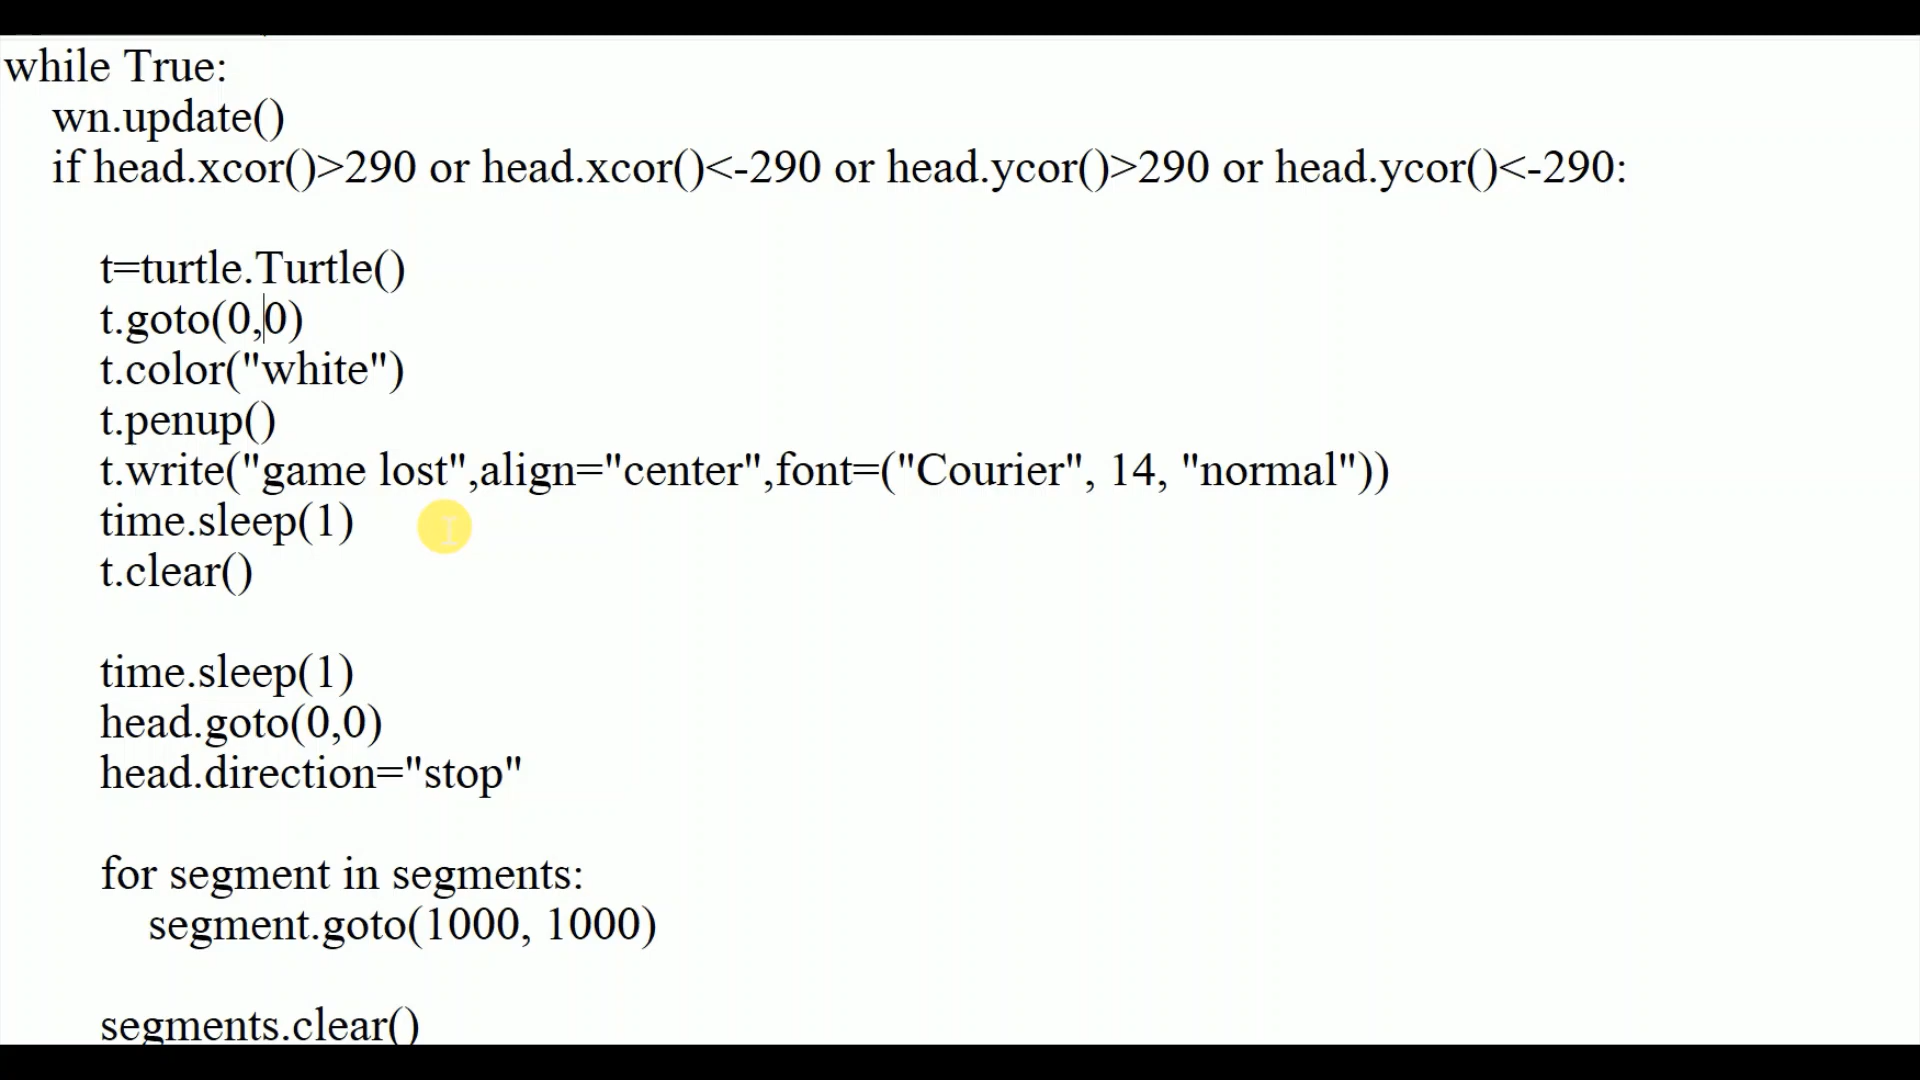 while True:
wn.update()
if head.xcor()>290 or head.xcor()<-290 or head.ycor()>290 or head.ycor()<-290:
t=turtle.Turtle()
t.goto(0,0)
t.color("white")
t.penup()
t.write("game lost",align="center",font=("Courier", 14, "normal"))
time.sleep(1)
t.clear()
time.sleep(1)
head.goto(0,0)
head.direction="stop"
for segment in segments:
segment.goto(1000, 1000)
segments.clear()